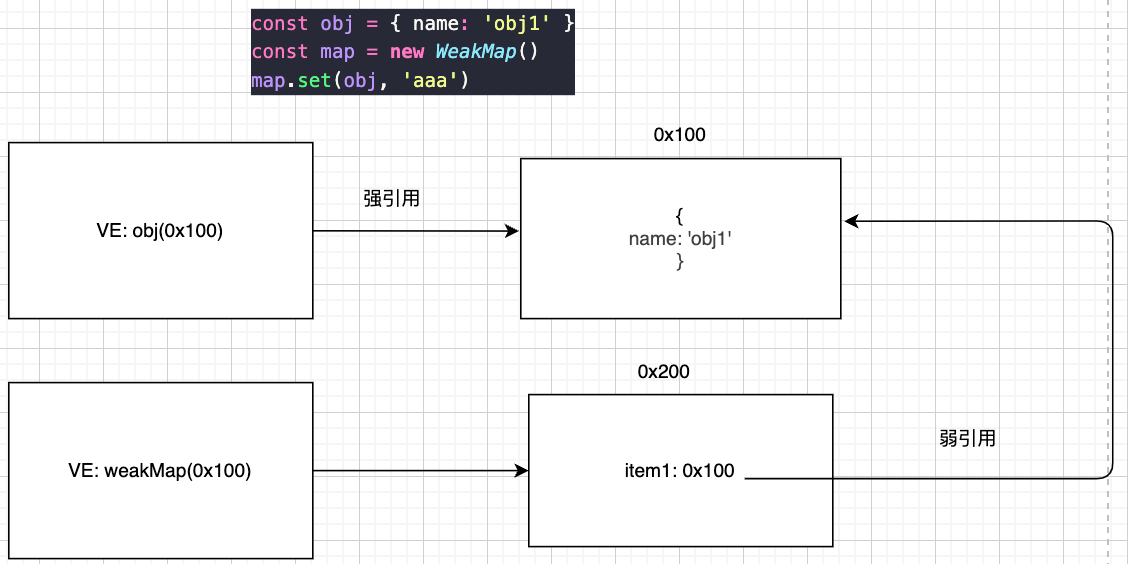 const obj = { name: 'obj1' }
const map = new WeakMap()
map.set(obj, 'aaa')
0x100
VE: obj(0x100)
强引用
{
name: 'obj1'
}
0x200
VE: weakMap(0x100)
item1: 0x100
弱引用